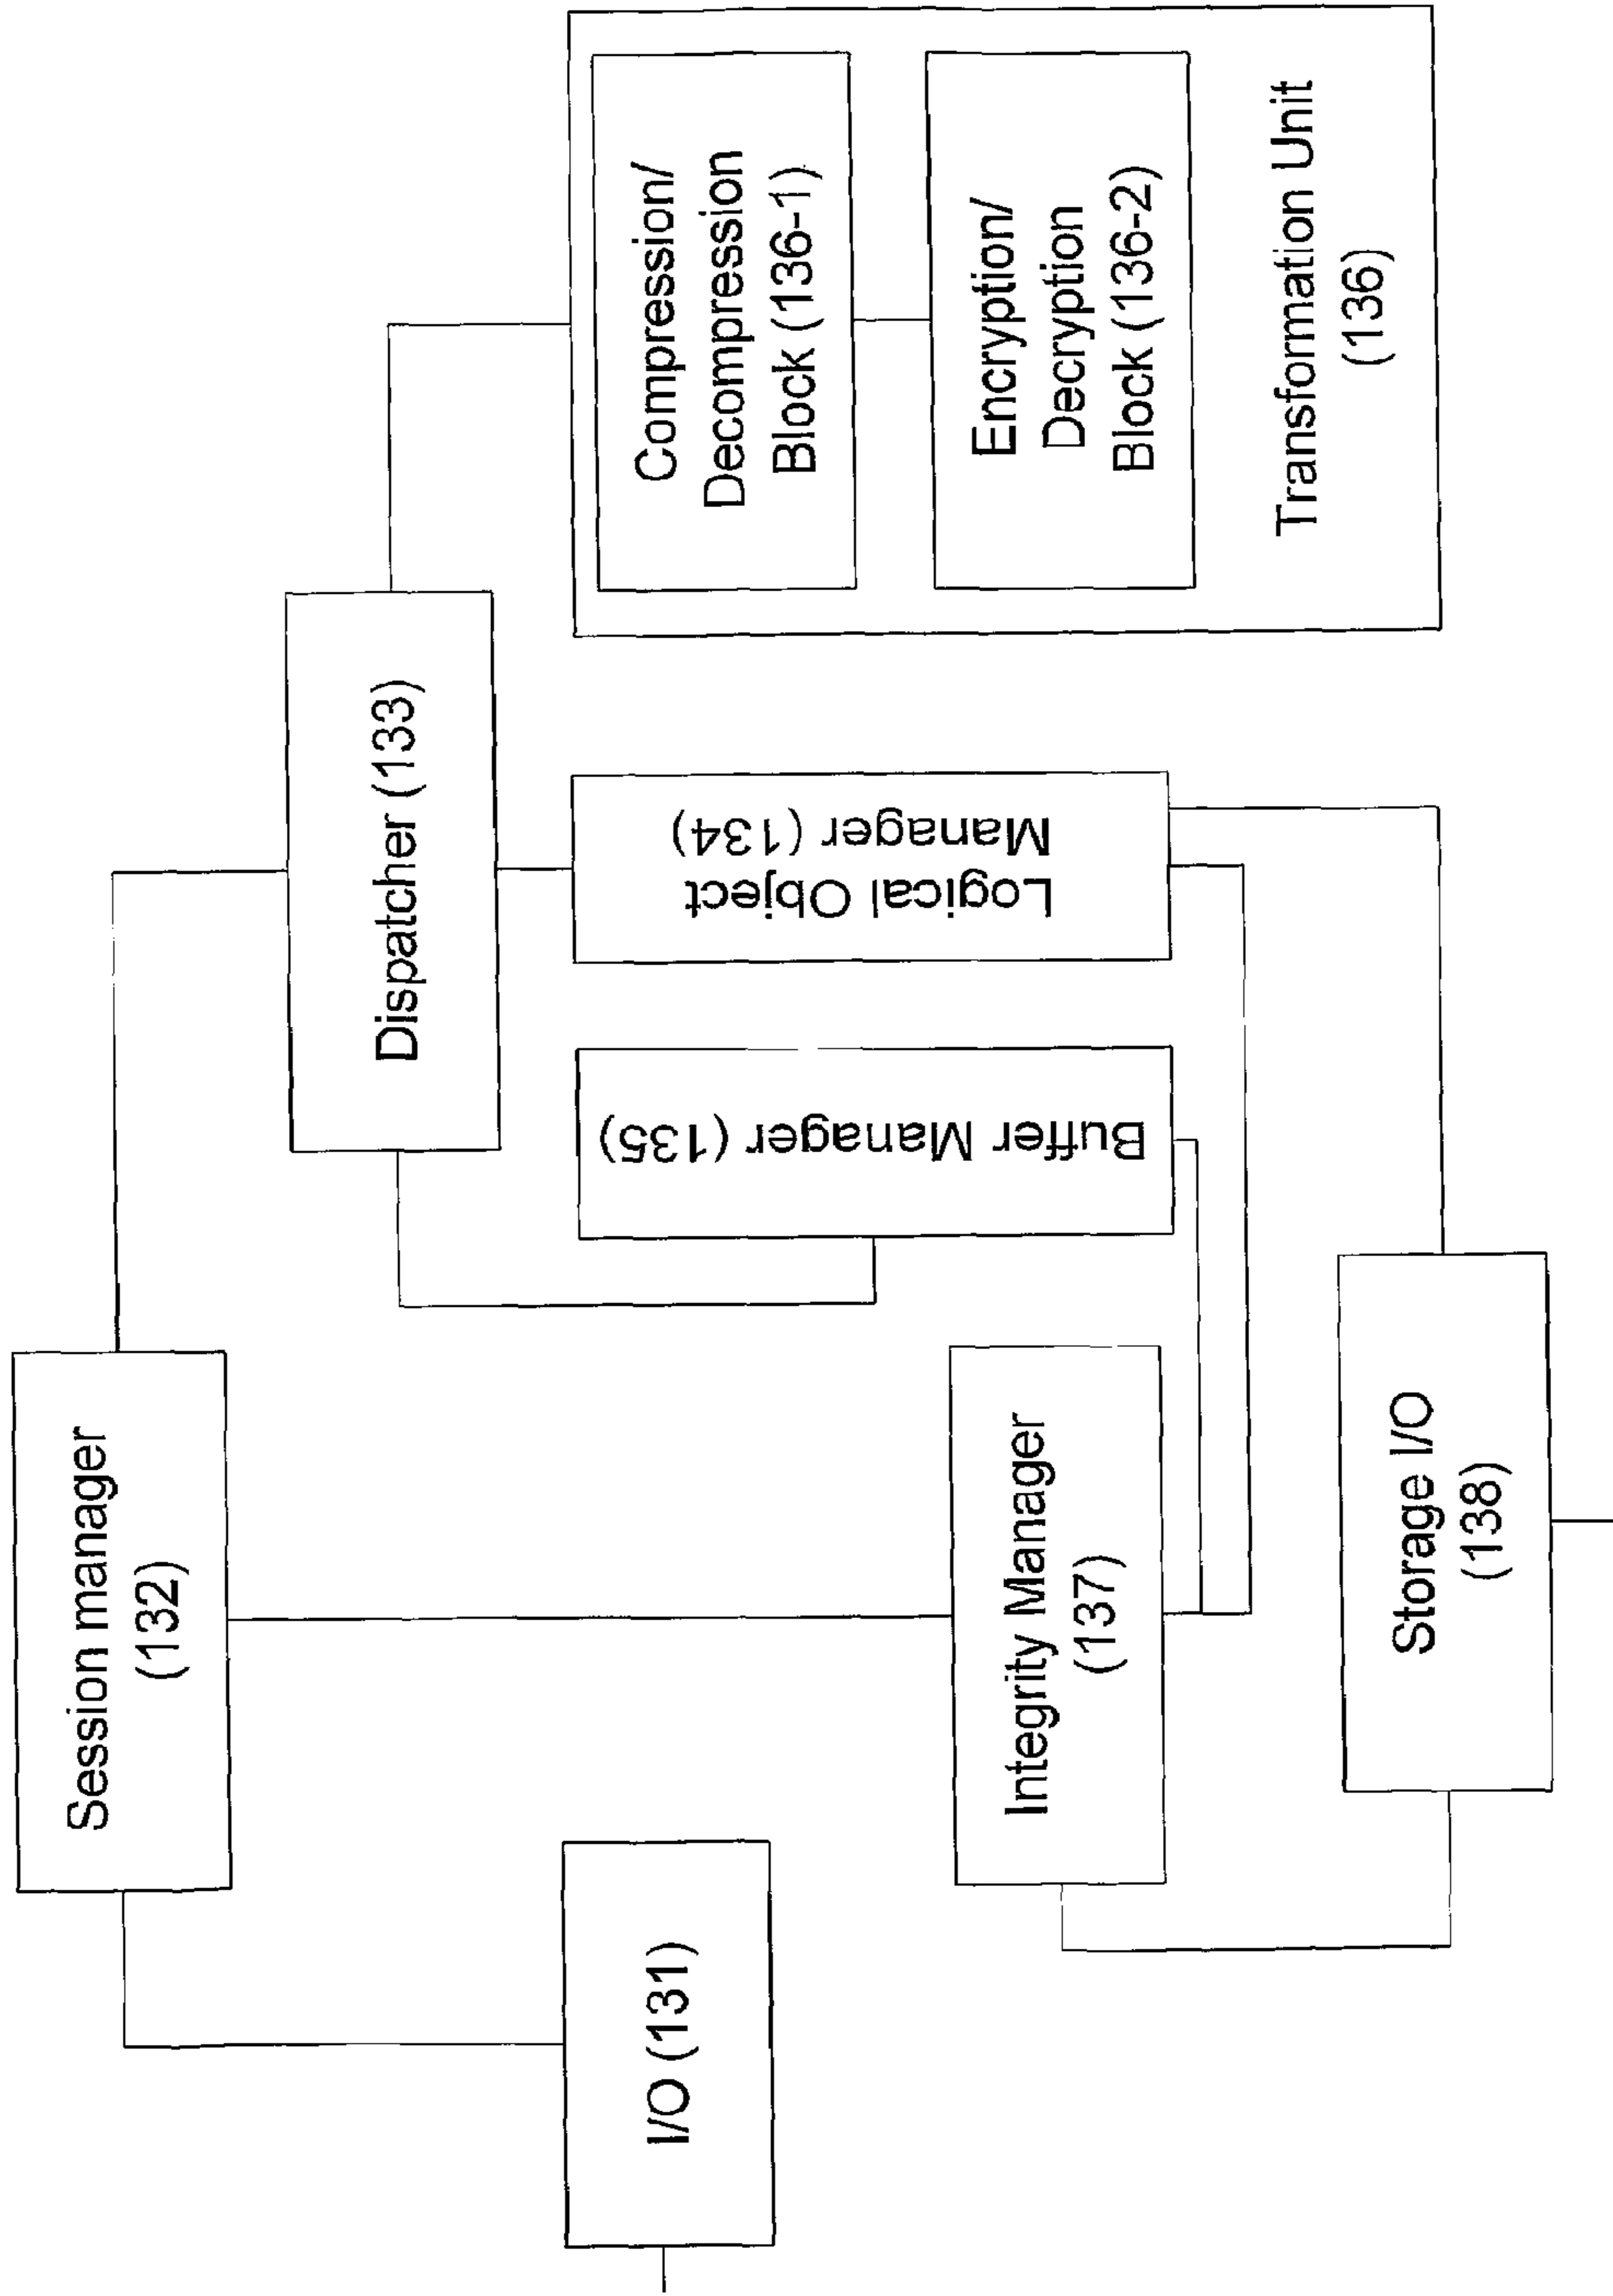 Session manager
(132)
I/O (131)
Dispatcher (133)
Integrity Manager
(137)
Buffer Manager (135)
Logical Object
Manager (134)
Storage I/O
(138)
Compression/
Decompression
Block (136-1)
Encryption/
Decryption
Block (136-2)
Transformation Unit
(136)